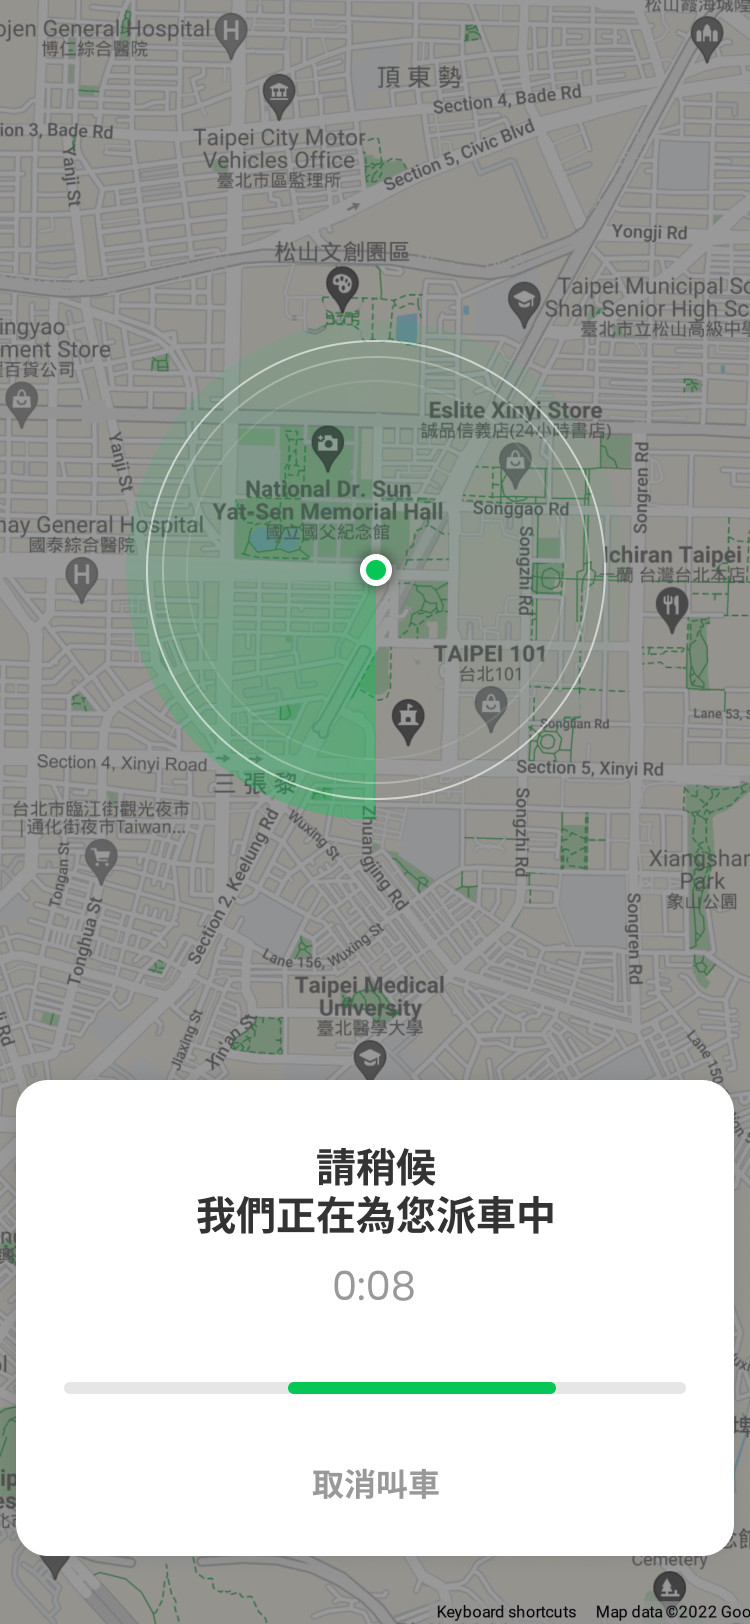 松山霞海城隍
ojen General Hospital
博仁綜合醫院
頂東勢
Section 4, Bade Rd
ion 3, Bade Rd
Taipei City Motor
Vehicles Office
臺北市區監理所
Section 5, Civic Blvd
Yanji St
Yongji Rd
松山文創園區
Taipei Municipal So
Shan Senior High Sc
臺北市立松山高級中學
ingyao
ment Store
百貨公司
Eslite Xinyi Store
誠品信義店(24小時書店)
Yanji St
Songren Rd
National Dr. Sun
Yat-Sen Memorial Hall
國立國父紀念館
Songgao Rd
hay General Hospital
國泰綜合醫院
Songzhi Rd
Ichiran Taipei
一蘭 台灣台北本店
TAIPEI 101
台北101
Lane 53, S
Songlian Rd
Section 4, Xinyi Road
Section 5, Xinyi Rd
三張黎
台北市臨江街觀光夜市
|通化街夜市Taiwan...
Wuxing St
Zhuangjing Rd
Songzhi Rd
Tongan St
Section 2, Keelung Rd
Xiangshan
Park
象山公園
Tonghua St
Songren Rd
Lane 156, Wuxing St
Taipei Medical
University
臺北醫學大學
li Rd
Jiaxing St
Xin'an St
Lane 150
請稍候
我們正在為您派車中
0:08
取消叫車
Cemetery
Keyboard shortcuts
Map data ©2022 Goo